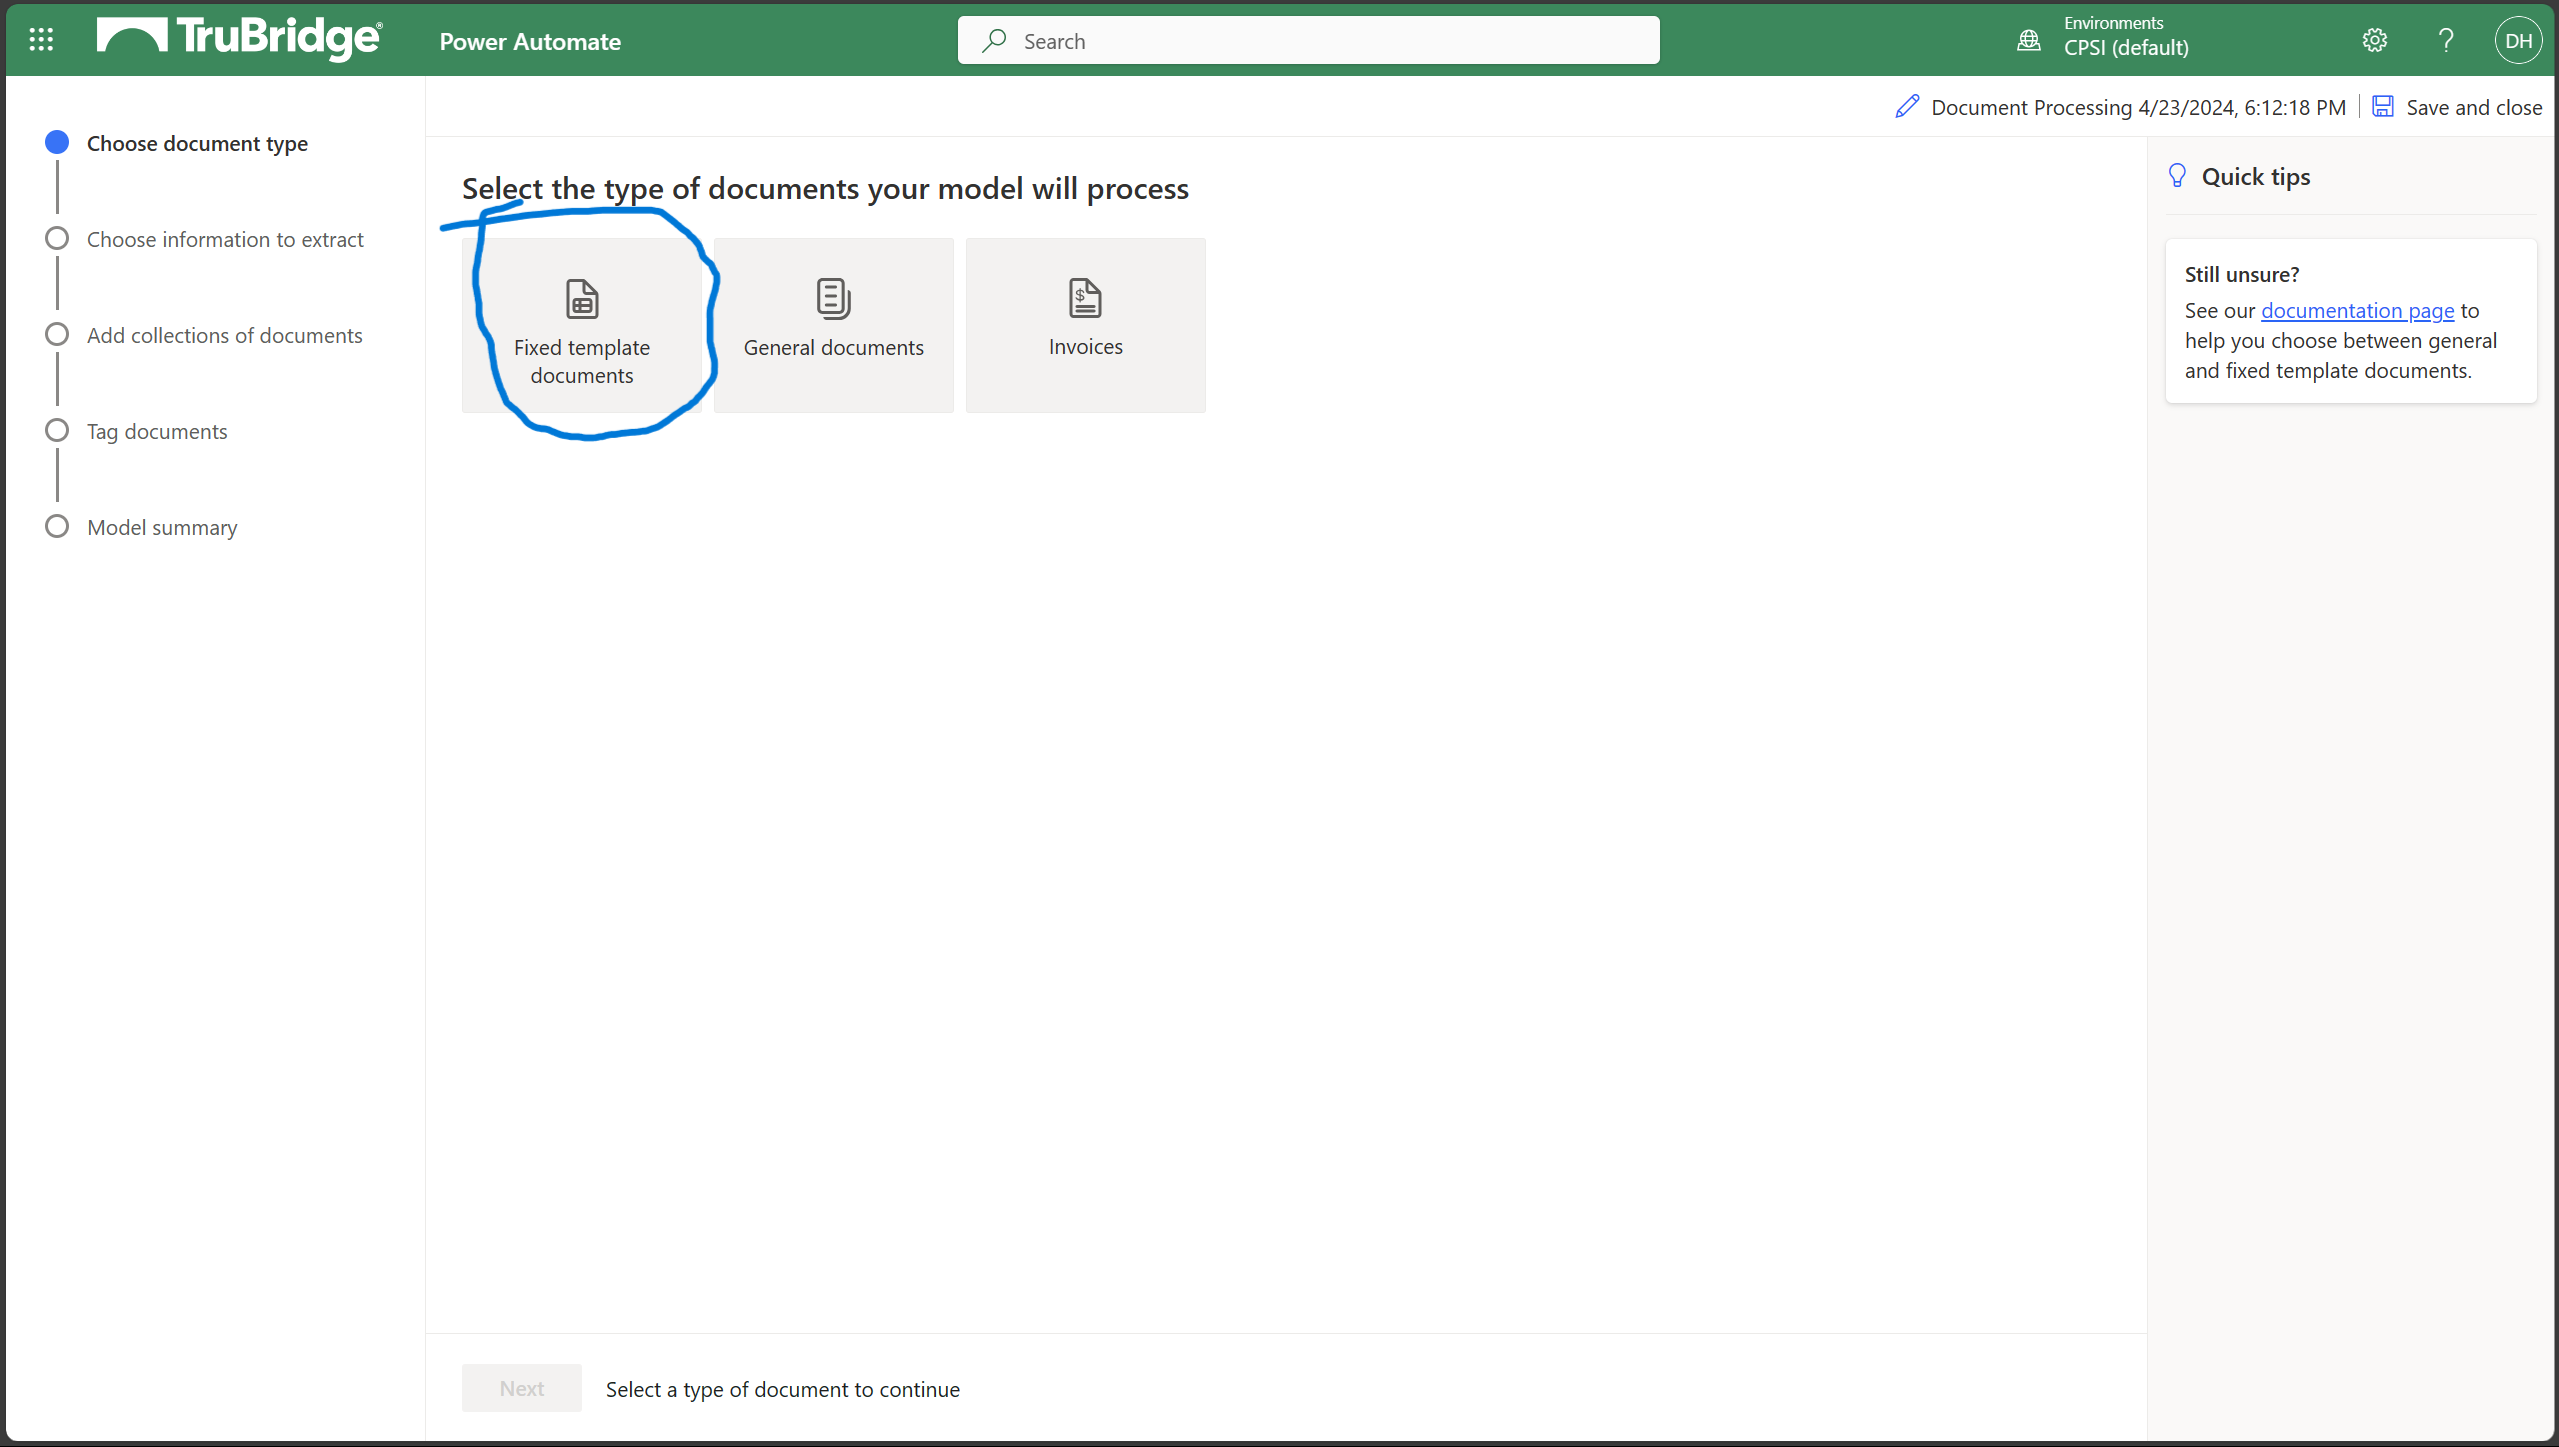 TruBridge®
Power Automate
Search
Environments
CPSI (default)
?
DH
Document Processing 4/23/2024, 6:12:18 PM
Save and close
Choose document type
Choose information to extract
Add collections of documents
Tag documents
Model summary
Select the type of documents your model will process
Fixed template
documents
General documents
$
Invoices
Quick tips
Still unsure?
See our documentation page to
help you choose between general
and fixed template documents.
Next
Select a type of document to continue